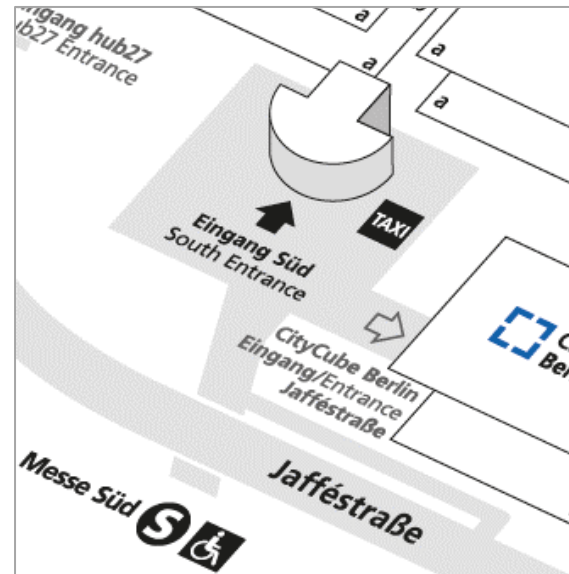 Eingang hub27
hub27 Entrance
a
a
a
a
TAXI
Eingang Süd
South Entrance
CityCube Berlin
Eingang/Entrance
Jafféstraße
Messe Süd
S
Jafféstraße